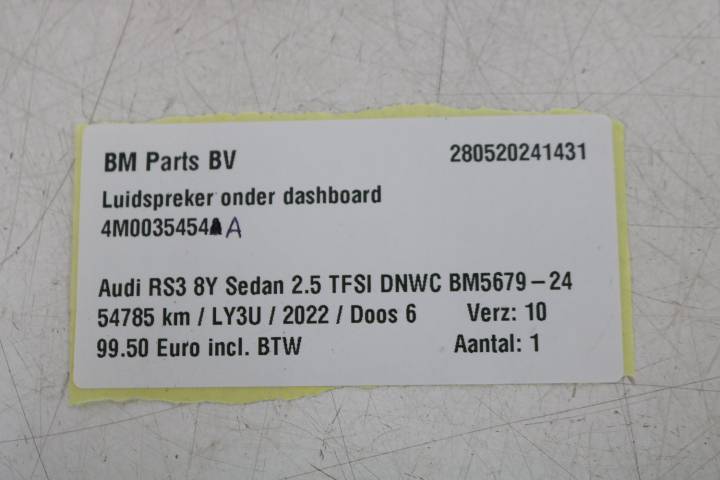 BM Parts BV 280520241431
Luidspreker onder dashboard
4M0035454 A
Audi RS3 8Y Sedan 2.5 TFSI DNWC BM5679-24
54785 km / LY3U / 2022 / Doos 6 Verz: 10
99.50 Euro incl. BTW Aantal: 1